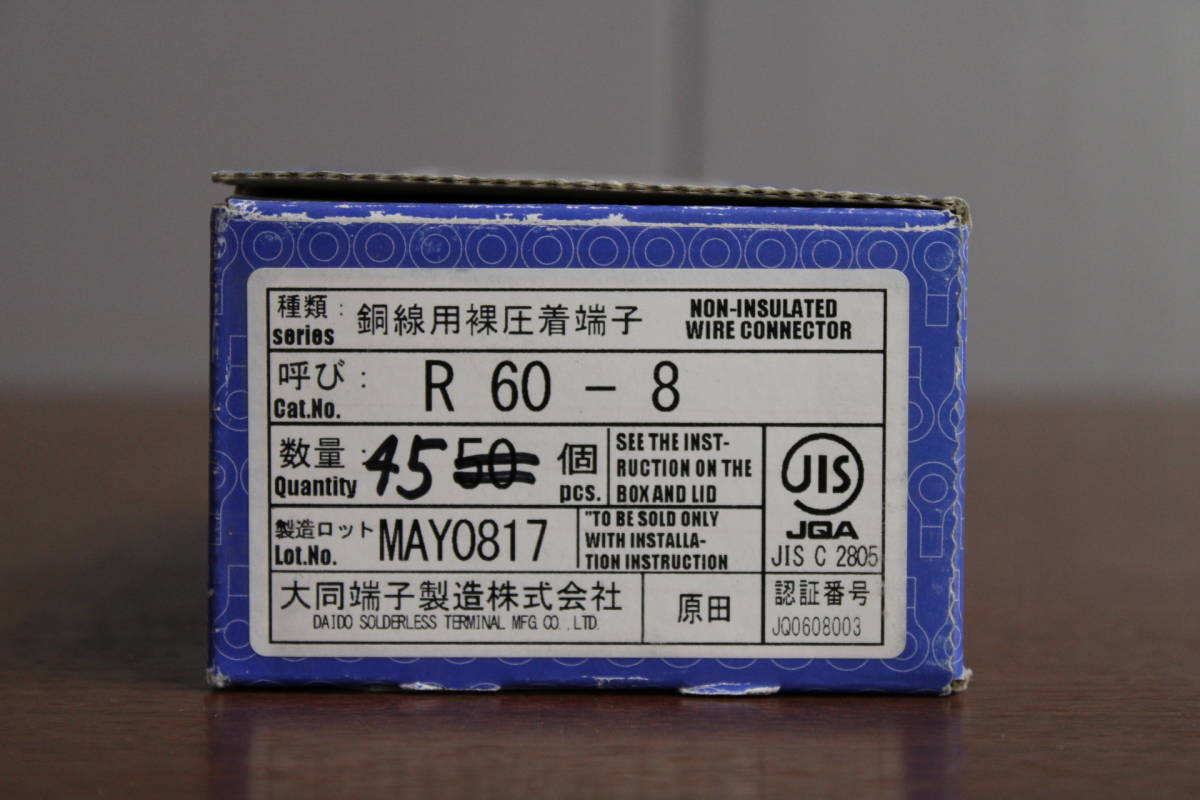 種類:
series
銅線用裸圧着端子
NON-INSULATED
WIRE CONNECTOR
呼び:
Cat.No.
R 60 - 8
数量:
Quantity
45 50 個
pcs.
SEE THE INST-
RUCTION ON THE
BOX AND LID
JIS
JQA
JIS C 2805
製造ロット
Lot.No.
MAY0817
"TO BE SOLD ONLY
WITH INSTALLA-
TION INSTRUCTION
大同端子製造株式会社
DAIDO SOLDERLESS TERMINAL MFG. CO.,LTD.
原田
認証番号
JQ0608003